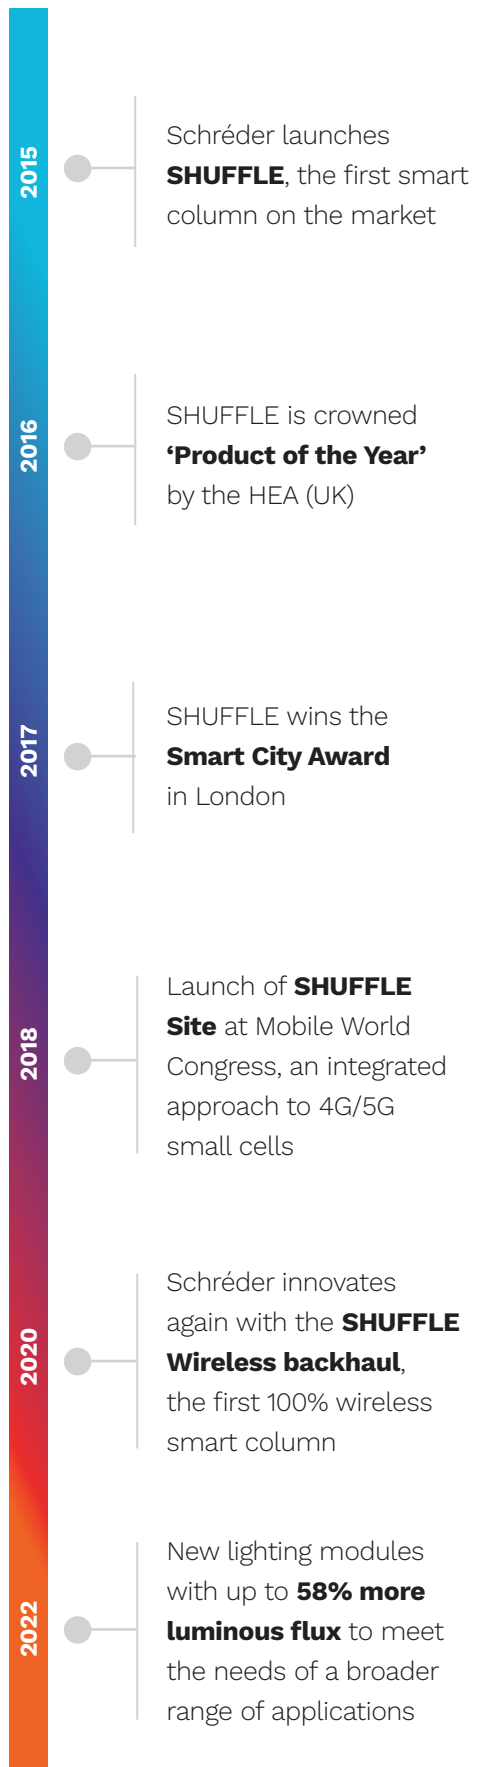 2015
Schréder launches
SHUFFLE, the first smart
column on the market
2016
SHUFFLE is crowned
‘Product of the Year’
by the HEA (UK)
2017
SHUFFLE wins the
Smart City Award
in London
2018
Launch of SHUFFLE
Site at Mobile World
Congress, an integrated
approach to 4G/5G
small cells
2020
Schréder innovates
again with the SHUFFLE
Wireless backhaul,
the first 100% wireless
smart column
2022
New lighting modules
with up to 58% more
luminous flux to meet
the needs of a broader
range of applications